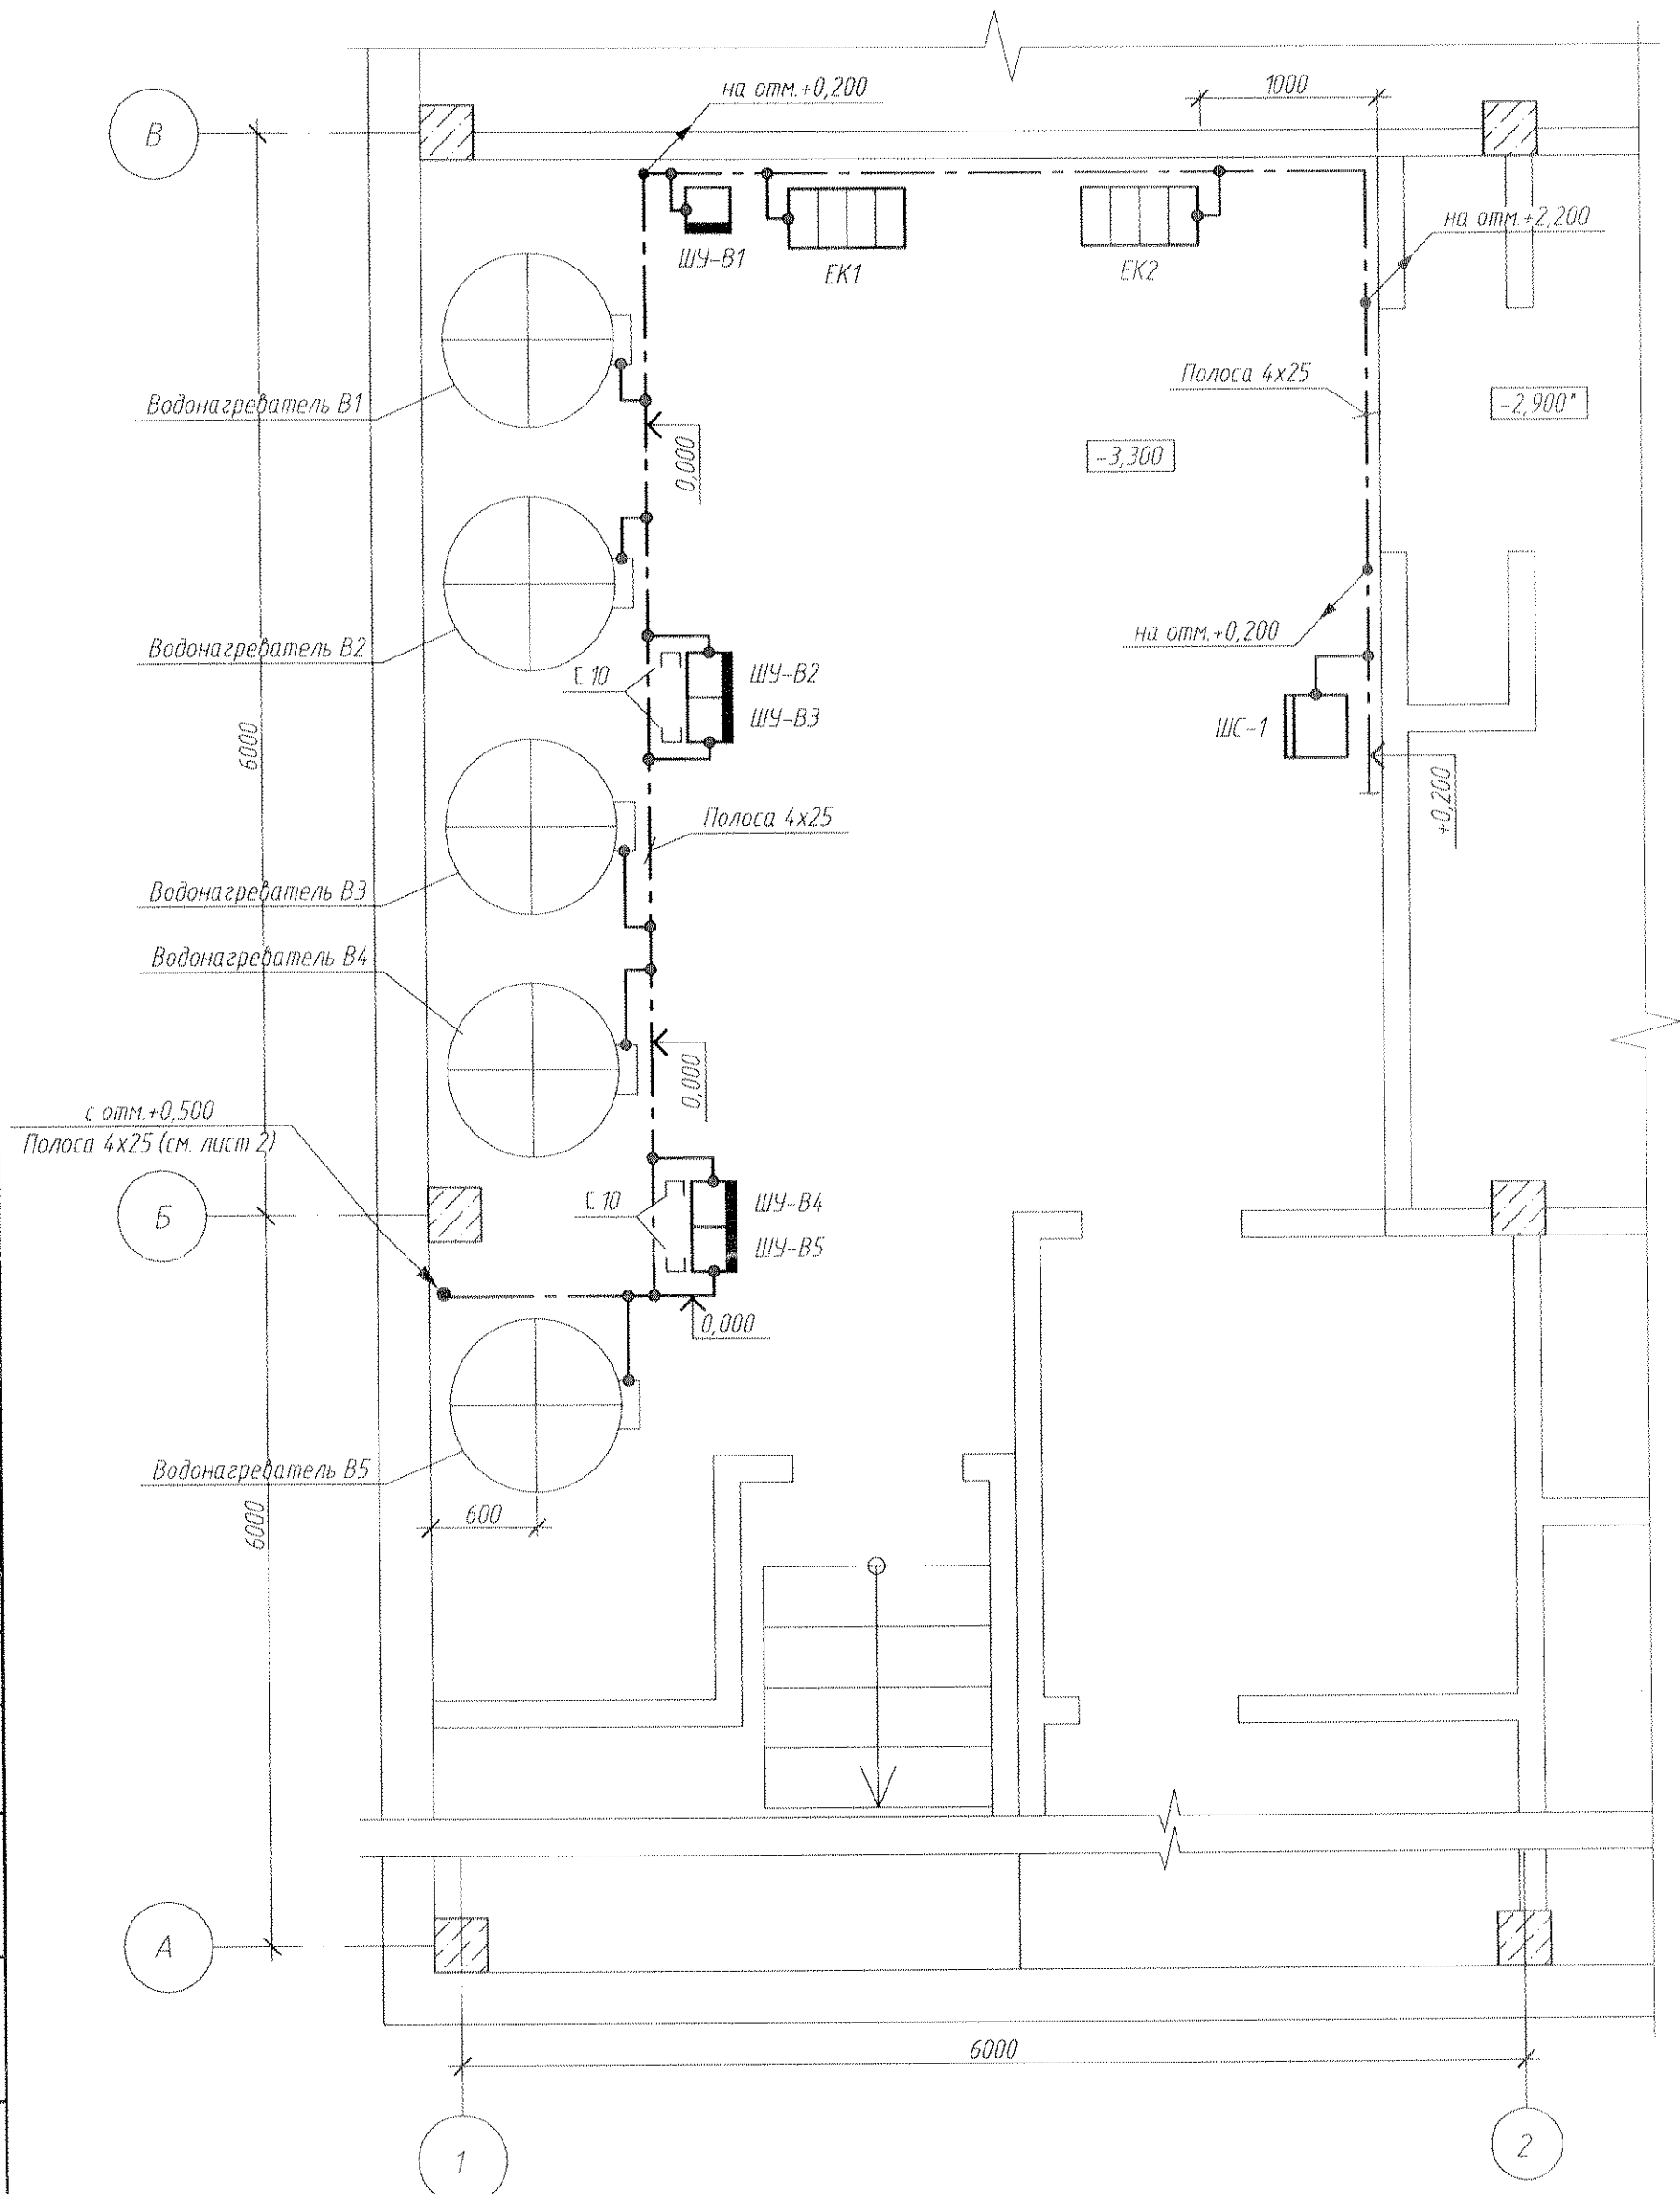 на отм.+0,200
1000
В
на отм.+2,200
ШУ-В1
ЕК1
ЕК2
Полоса 4х25
-2,900*
Водонагреватель В1
0,000
-3,300
на отм.+0,200
Водонагреватель В2
[ 10
ШУ-В2
ШУ-В3
ШС-1
6000
+0,200
Полоса 4х25
Водонагреватель В3
Водонагреватель В4
0,000
с отм.+0,500
Полоса 4х25 (см. лист 2)
Б
[ 10
ШУ-В4
ШУ-В5
0,000
Водонагреватель В5
600
6000
А
6000
1
2